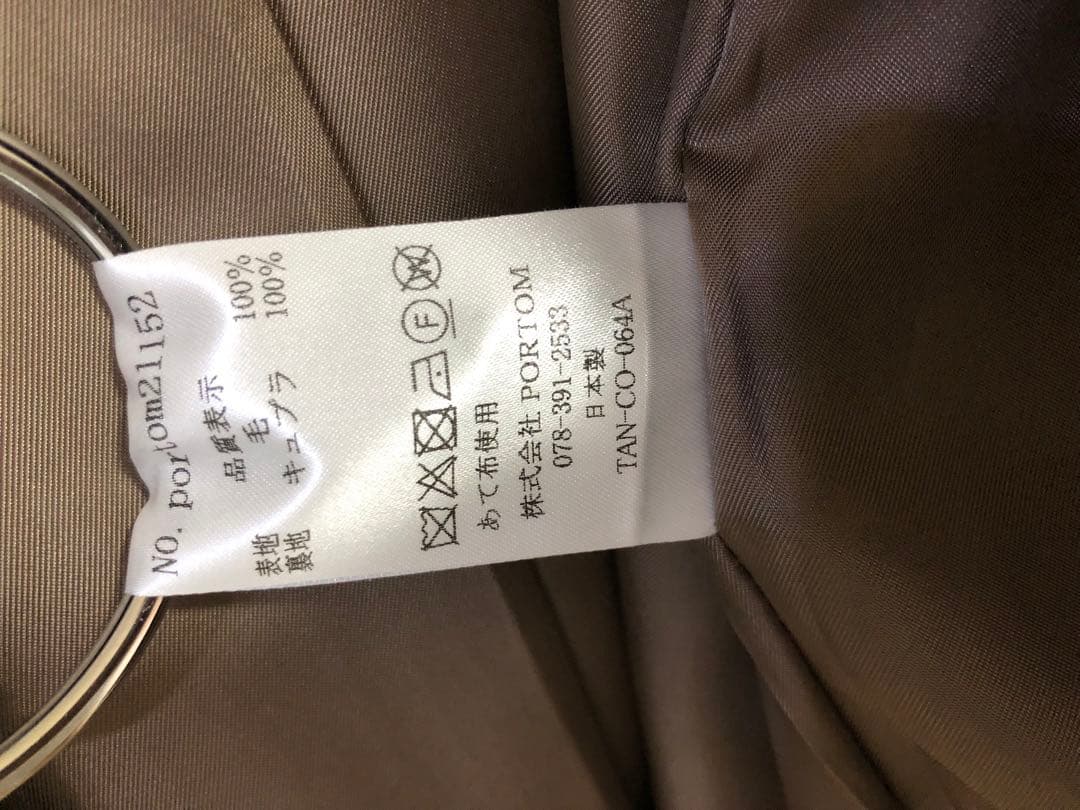 NO. portom21152
品質表示
表地 毛 100%
裏地 キュプラ 100%
F W
あて布使用
株式会社 PORTOM
078-391-2533
日本製
TAN-CO-064A